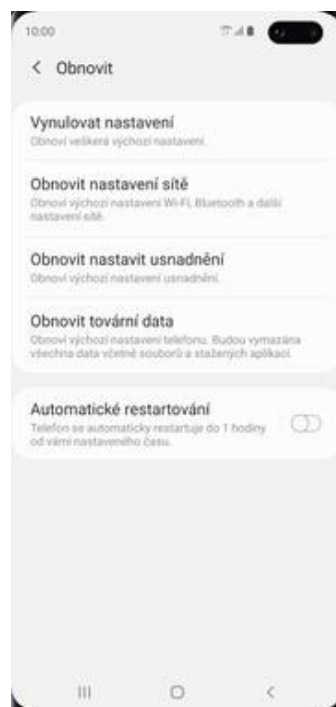 10:00
Obnovit
Vynulovat nastavení
Obnoví veškerá výchozí nastavení.
Obnovit nastavení sítě
Obnoví výchozí nastavení Wi-Fi, Bluetooth a další
nastavení sítě.
Obnovit nastavit usnadnění
Obnoví výchozí nastavení usnadnění.
Obnovit tovární data
Obnoví výchozí nastavení telefonu. Budou vymazána
všechna data včetně souborů a stažených aplikací.
Automatické restartování
Telefon se automaticky restartuje do 1 hodiny
od vámi nastaveného času.